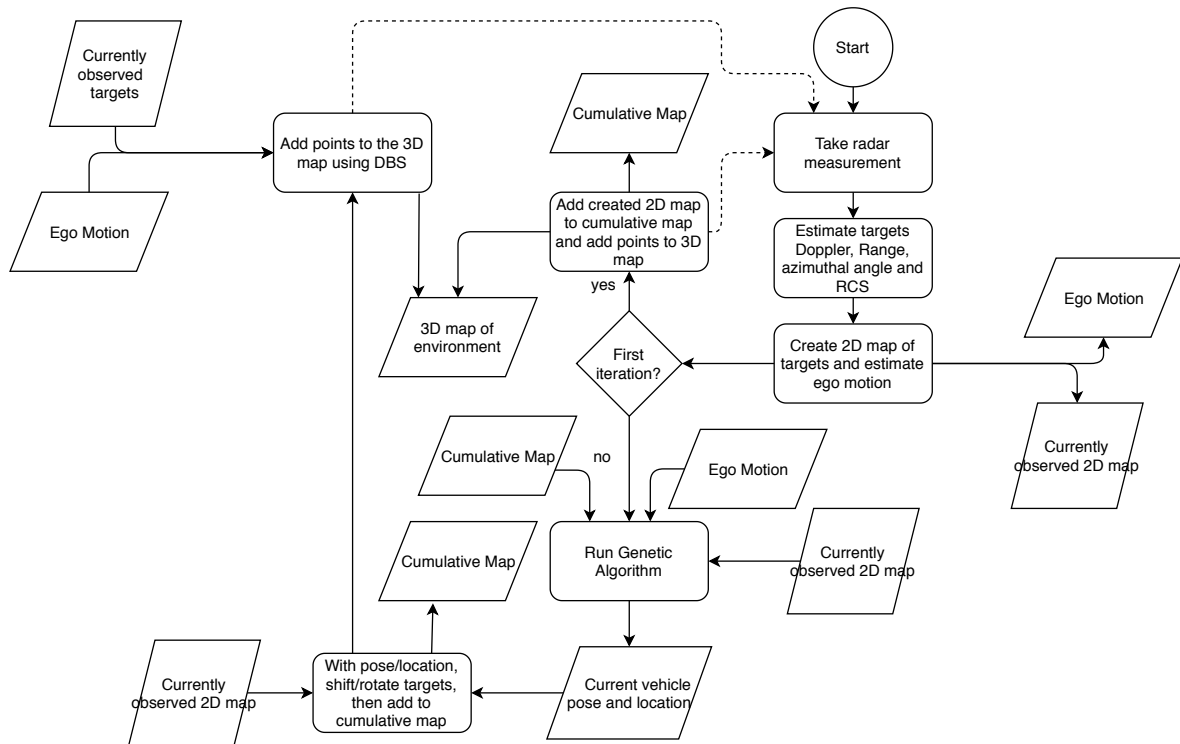 Start
Currently
observed
targets
Cumulative Map
Add points to the 3D
map using DBS
Take radar
measurement
Ego Motion
Add created 2D map
to cumulative map
and add points to 3D
map
Estimate targets
Doppler, Range,
azimuthal angle and
RCS
yes
Ego Motion
3D map of
environment
First
iteration?
Create 2D map of
targets and estimate
ego motion
Currently
observed 2D map
Cumulative Map
no
Ego Motion
Cumulative Map
Run Genetic
Algorithm
Currently
observed 2D map
Currently
observed 2D map
With pose/location,
shift/rotate targets,
then add to
cumulative map
Current vehicle
pose and location